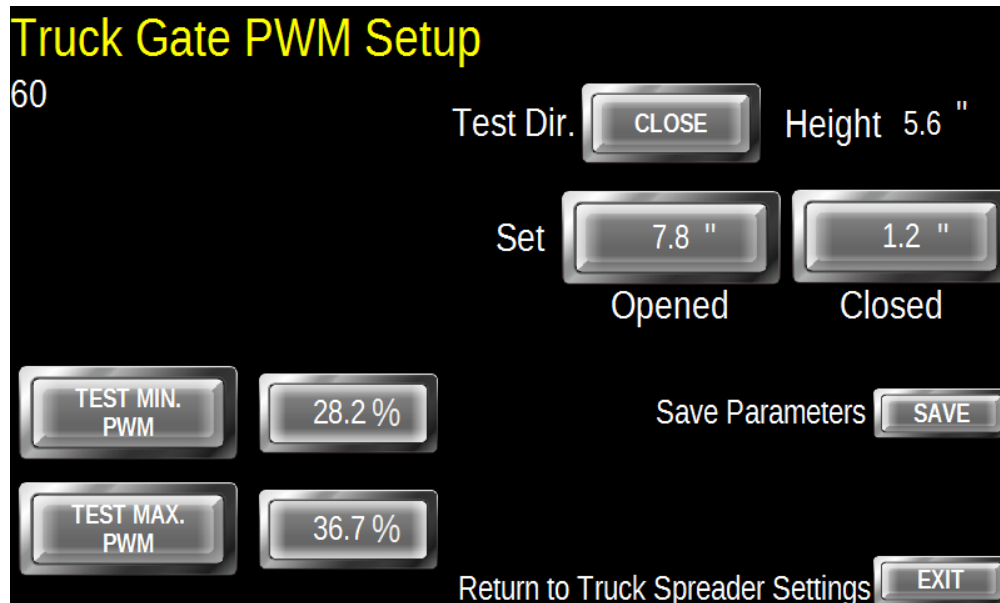 Truck Gate PWM Setup
60
Test Dir. CLOSE Height 5.6 "
Set 7.8 " 1.2 "
Opened Closed
TEST MIN.
PWM
28.2 %
Save Parameters SAVE
TEST MAX.
PWM
36.7 %
Return to Truck Spreader Settings EXIT